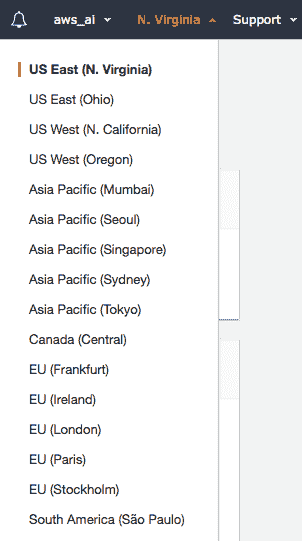 aws_ai N. Virginia Support
US East (N. Virginia)
US East (Ohio)
US West (N. California)
US West (Oregon)
Asia Pacific (Mumbai)
Asia Pacific (Seoul)
Asia Pacific (Singapore)
Asia Pacific (Sydney)
Asia Pacific (Tokyo)
Canada (Central)
EU (Frankfurt)
EU (Ireland)
EU (London)
EU (Paris)
EU (Stockholm)
South America (São Paulo)